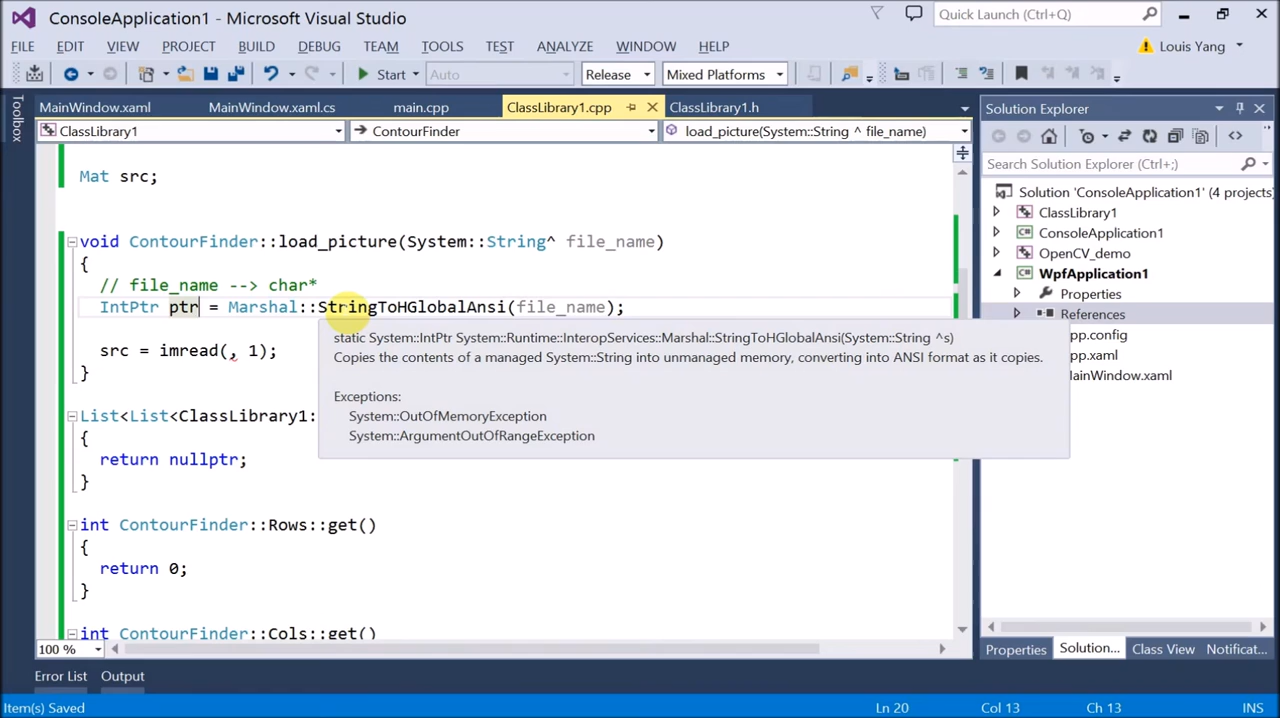 ConsoleApplication1 - Microsoft Visual Studio
Quick Launch (Ctrl+Q)
FILE EDIT VIEW PROJECT BUILD DEBUG TEAM TOOLS TEST ANALYZE WINDOW HELP
Louis Yang
Start Auto Release Mixed Platforms
Toolbox
MainWindow.xaml MainWindow.xaml.cs main.cpp ClassLibrary1.cpp ClassLibrary1.h
ClassLibrary1 ContourFinder load_picture(System::String ^ file_name)
Mat src;
void ContourFinder::load_picture(System::String^ file_name)
{
// file_name --> char*
IntPtr ptr = Marshal::StringToHGlobalAnsi(file_name);
static System::IntPtr System::Runtime::InteropServices::Marshal::StringToHGlobalAnsi(System::String ^s)
Copies the contents of a managed System::String into unmanaged memory, converting into ANSI format as it copies.
Exceptions:
System::OutOfMemoryException
System::ArgumentOutOfRangeException
src = imread(, 1);
}
List<List<ClassLibrary1:
{
return nullptr;
}
int ContourFinder::Rows::get()
{
return 0;
}
int ContourFinder::Cols::get()
100 %
Solution Explorer
Search Solution Explorer (Ctrl+;)
Solution 'ConsoleApplication1' (4 projects)
ClassLibrary1
ConsoleApplication1
OpenCV_demo
WpfApplication1
Properties
References
pp.config
pp.xaml
MainWindow.xaml
Properties Solution... Class View Notificat...
Error List Output
Item(s) Saved Ln 20 Col 13 Ch 13 INS